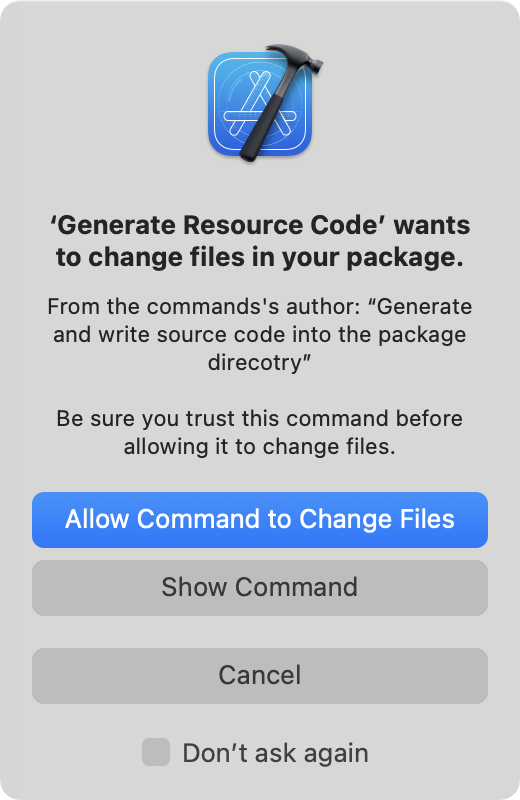 ‘Generate Resource Code’ wants
to change files in your package.
From the commands's author: “Generate
and write source code into the package
direcotry”
Be sure you trust this command before
allowing it to change files.
Allow Command to Change Files
Show Command
Cancel
Don’t ask again